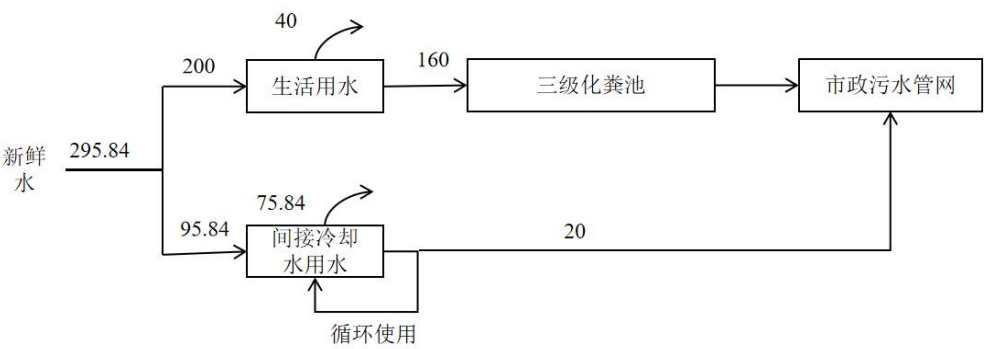 40
200
生活用水
160
三级化粪池
市政污水管网
新鲜
水
295.84
75.84
95.84
间接冷却
水用水
20
循环使用